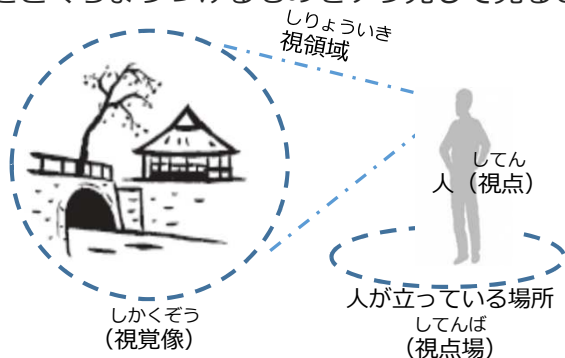 しりょういき
視領域
してん
人（視点）
人が立っている場所
してんば
（視点場）
しかくぞう
（視覚像）